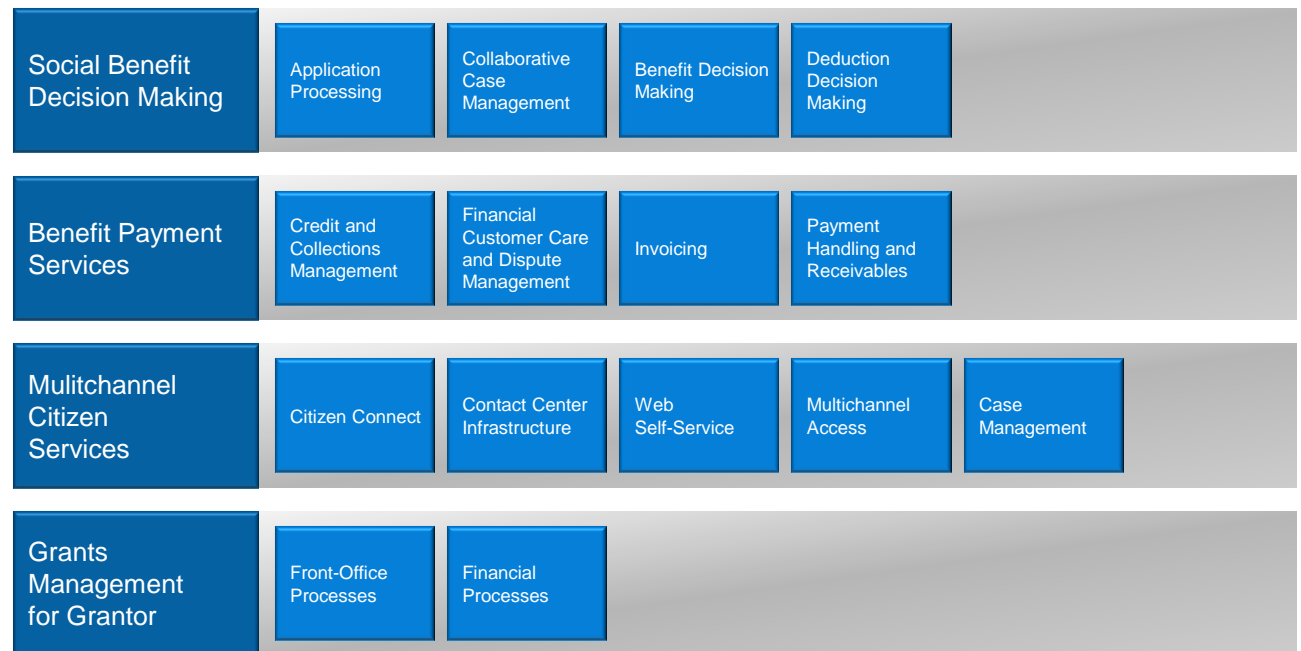 Social Benefit
Decision Making
Application
Processing
Collaborative
Case
Management
Benefit Decision
Making
Deduction
Decision
Making
Benefit Payment
Services
Credit and
Collections
Management
Financial
Customer Care
and Dispute
Management
Invoicing
Payment
Handling and
Receivables
Mulitchannel
Citizen
Services
Citizen Connect
Contact Center
Infrastructure
Web
Self-Service
Multichannel
Access
Case
Management
Grants
Management
for Grantor
Front-Office
Processes
Financial
Processes